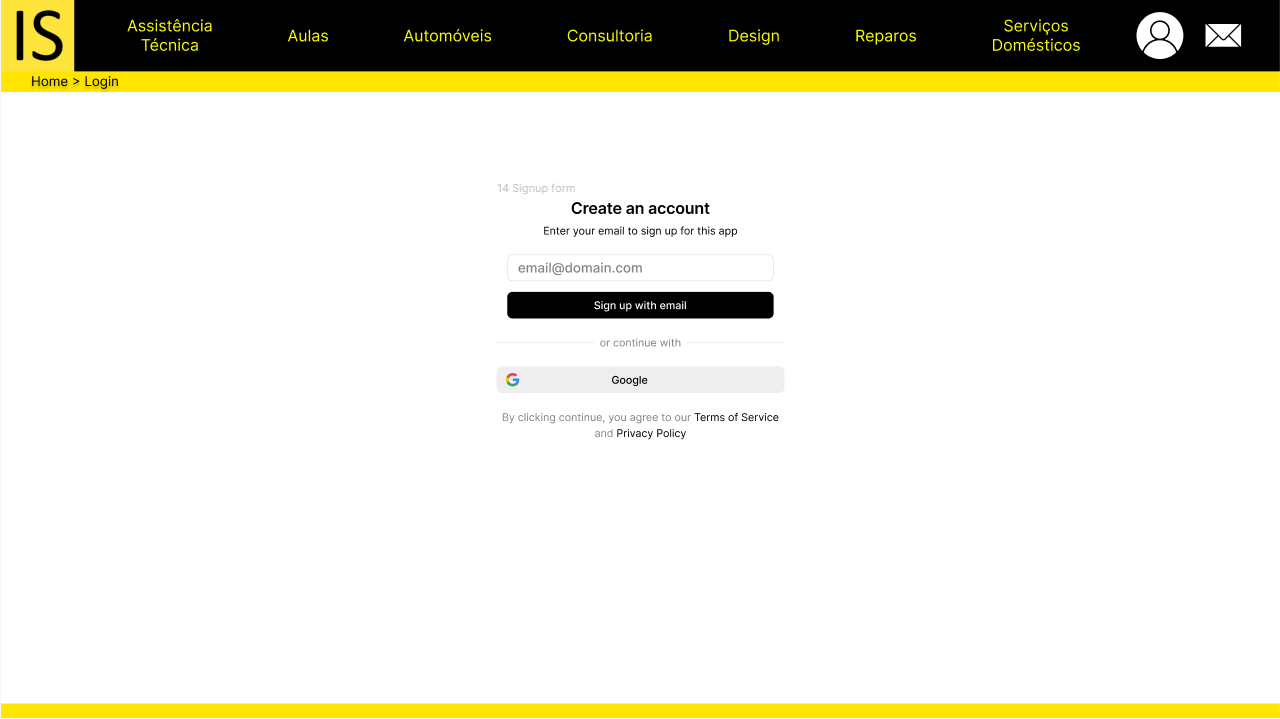 IS
Assistência
Técnica
Aulas
Automóveis
Consultoria
Design
Reparos
Serviços
Domésticos
Home > Login
14 Signup form
Create an account
Enter your email to sign up for this app
email@domain.com
Sign up with email
or continue with
Google
By clicking continue, you agree to our Terms of Service
and Privacy Policy